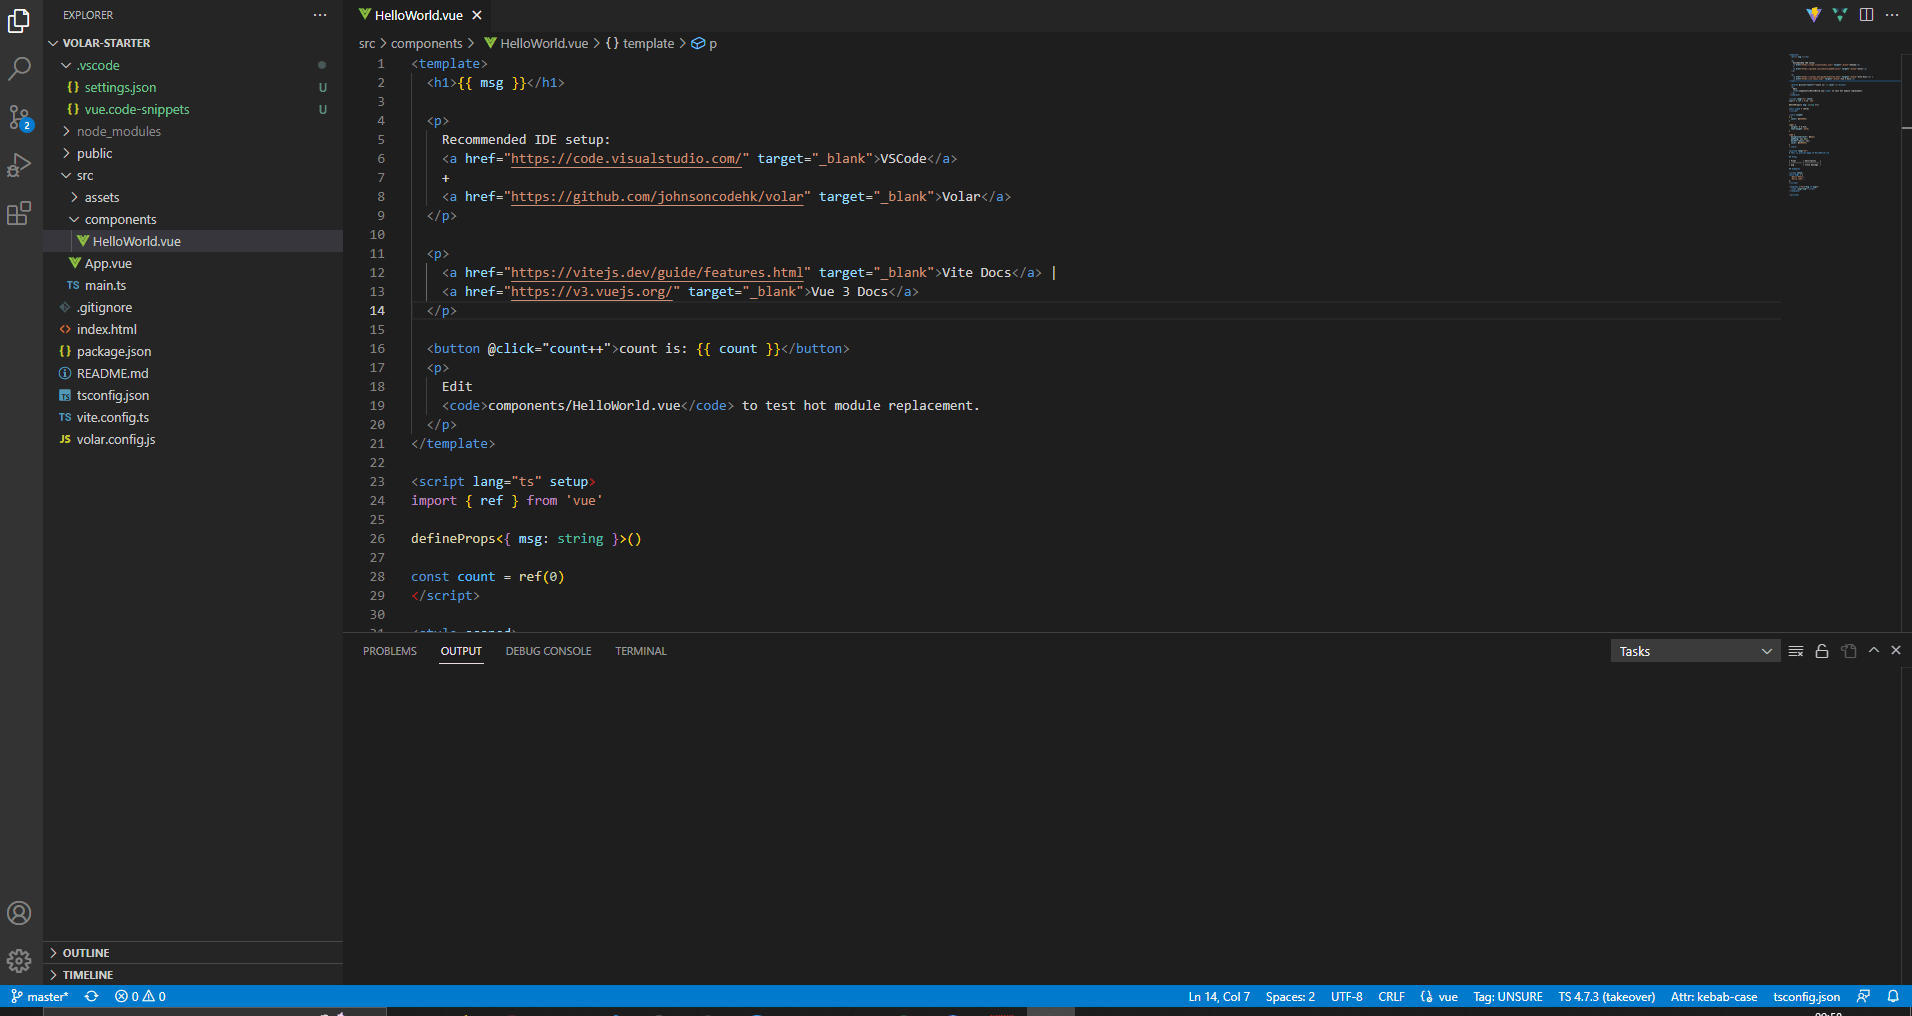 EXPLORER
VOLAR-STARTER
.vscode
settings.json U
vue.code-snippets U
node_modules
public
src
assets
components
HelloWorld.vue
App.vue
TS main.ts
.gitignore
index.html
package.json
README.md
tsconfig.json
TS vite.config.ts
JS volar.config.js
OUTLINE
TIMELINE
2
HelloWorld.vue
src > components > HelloWorld.vue > {} template > p
1 <template>
2 <h1>{{ msg }}</h1>
3
4 <p>
5 Recommended IDE setup:
6 <a href="https://code.visualstudio.com/" target="_blank">VSCode</a>
7 +
8 <a href="https://github.com/johnsoncodehk/volar" target="_blank">Volar</a>
9 </p>
10
11 <p>
12 <a href="https://vitejs.dev/guide/features.html" target="_blank">Vite Docs</a> |
13 <a href="https://v3.vuejs.org/" target="_blank">Vue 3 Docs</a>
14 </p>
15
16 <button @click="count++">count is: {{ count }}</button>
17 <p>
18 Edit
19 <code>components/HelloWorld.vue</code> to test hot module replacement.
20 </p>
21 </template>
22
23 <script lang="ts" setup>
24 import { ref } from 'vue'
25
26 defineProps<{ msg: string }>()
27
28 const count = ref(0)
29 </script>
30
31 <style scoped>
PROBLEMS OUTPUT DEBUG CONSOLE TERMINAL Tasks
master* 0 0 Ln 14, Col 7 Spaces: 2 UTF-8 CRLF vue Tag: UNSURE TS 4.7.3 (takeover) Attr: kebab-case tsconfig.json